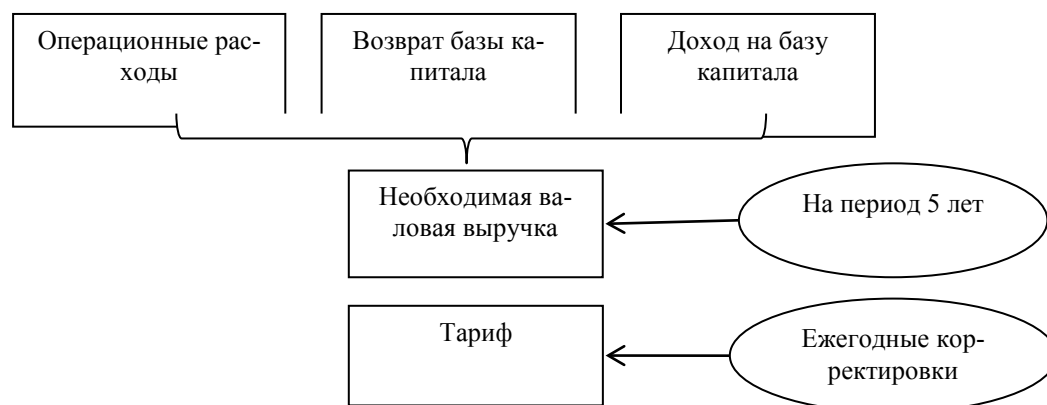 Операционные рас-
ходы
Возврат базы ка-
питала
Доход на базу
капитала
Необходимая ва-
ловая выручка
На период 5 лет
Тариф
Ежегодные кор-
ректировки